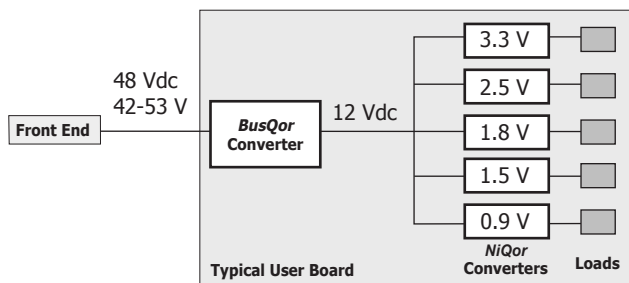 48 Vdc
42-53 V
Front End
BusQor
Converter
12 Vdc
3.3 V
2.5 V
1.8 V
1.5 V
0.9 V
NiQor
Converters
Loads
Typical User Board